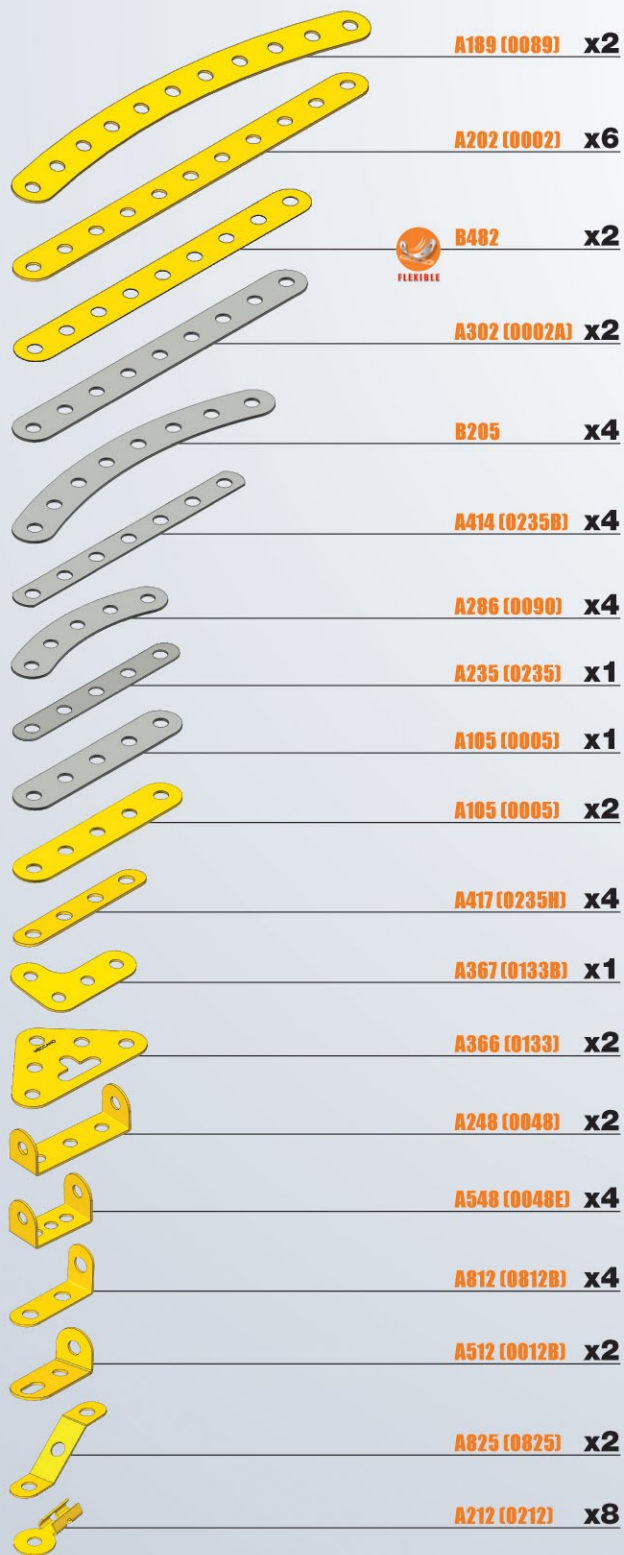 A189 (0089) x2
A202 (0002) x6
B482 x2
FLEXIBLE
A302 (0002A) x2
B205 x4
A414 (0235B) x4
A286 (0090) x4
A235 (0235) x1
A105 (0005) x1
A105 (0005) x2
A417 (0235H) x4
A367 (0133B) x1
A366 (0133) x2
A248 (0048) x2
A548 (0048E) x4
A812 (0812B) x4
A512 (0012B) x2
A825 (0825) x2
A212 (0212) x8